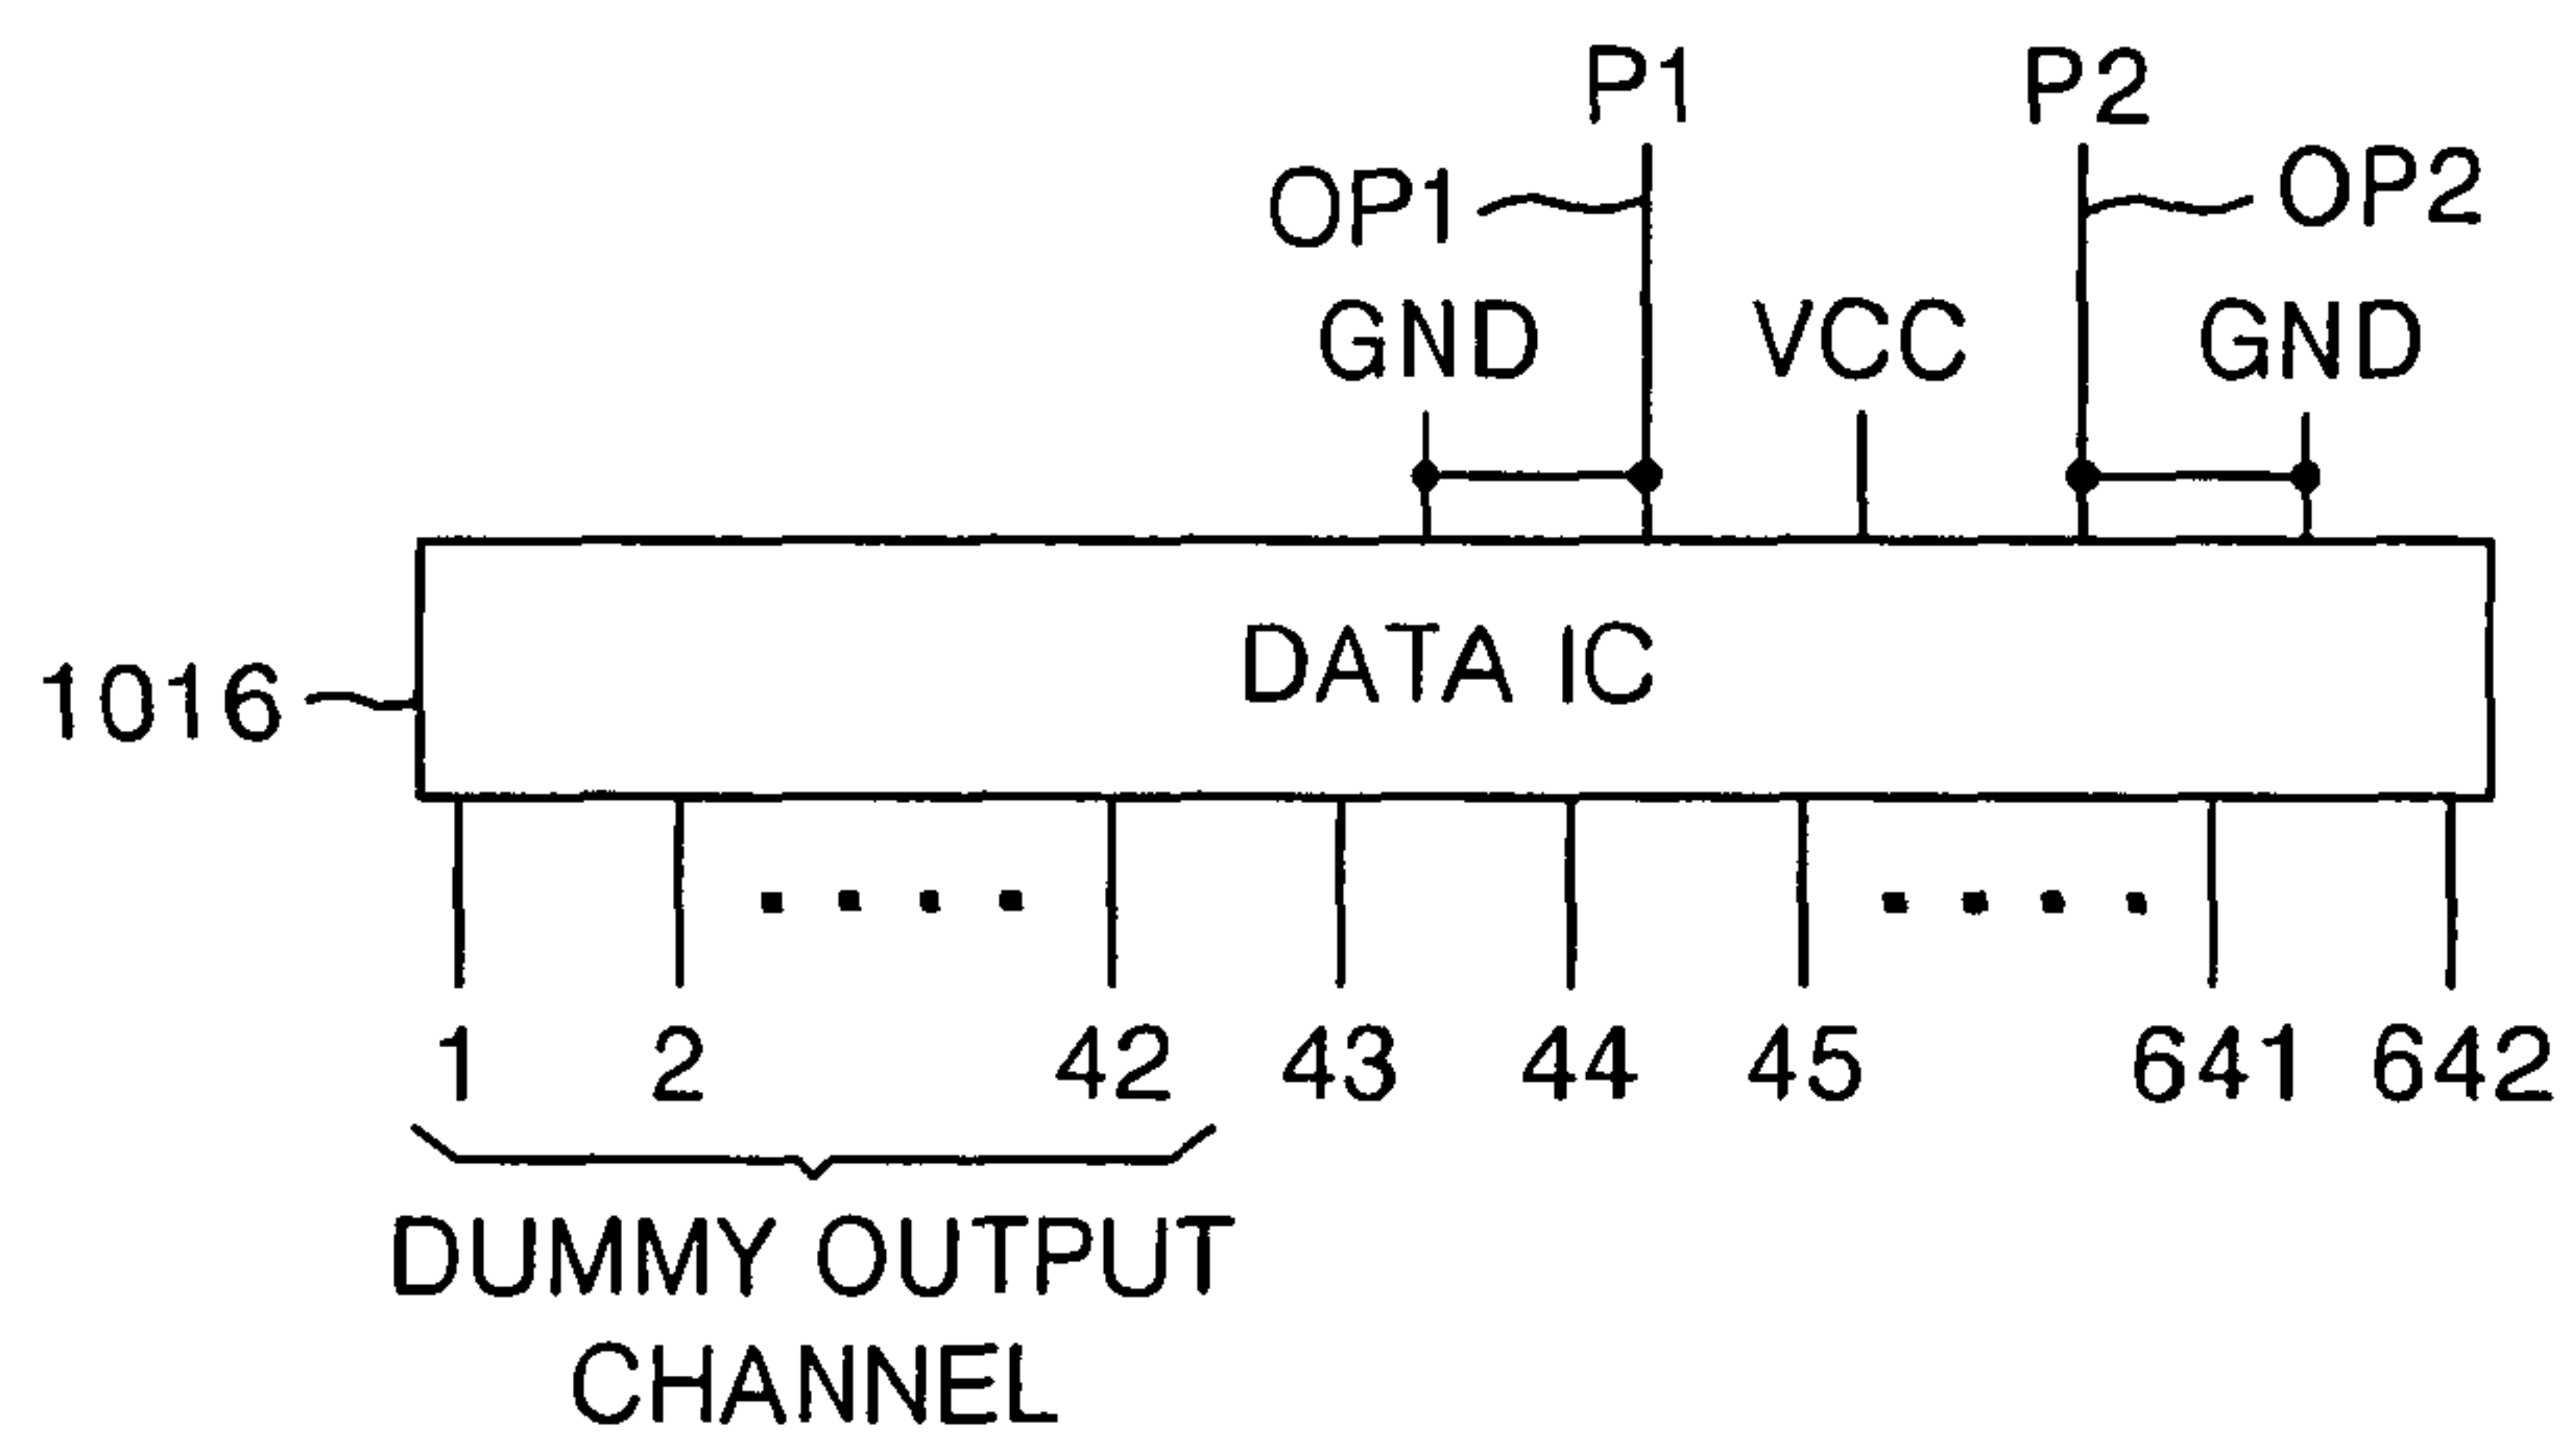 P1 P2
OP1 OP2
GND VCC GND
DATA IC
1016
1 2 42 43 44 45 641 642
DUMMY OUTPUT
CHANNEL